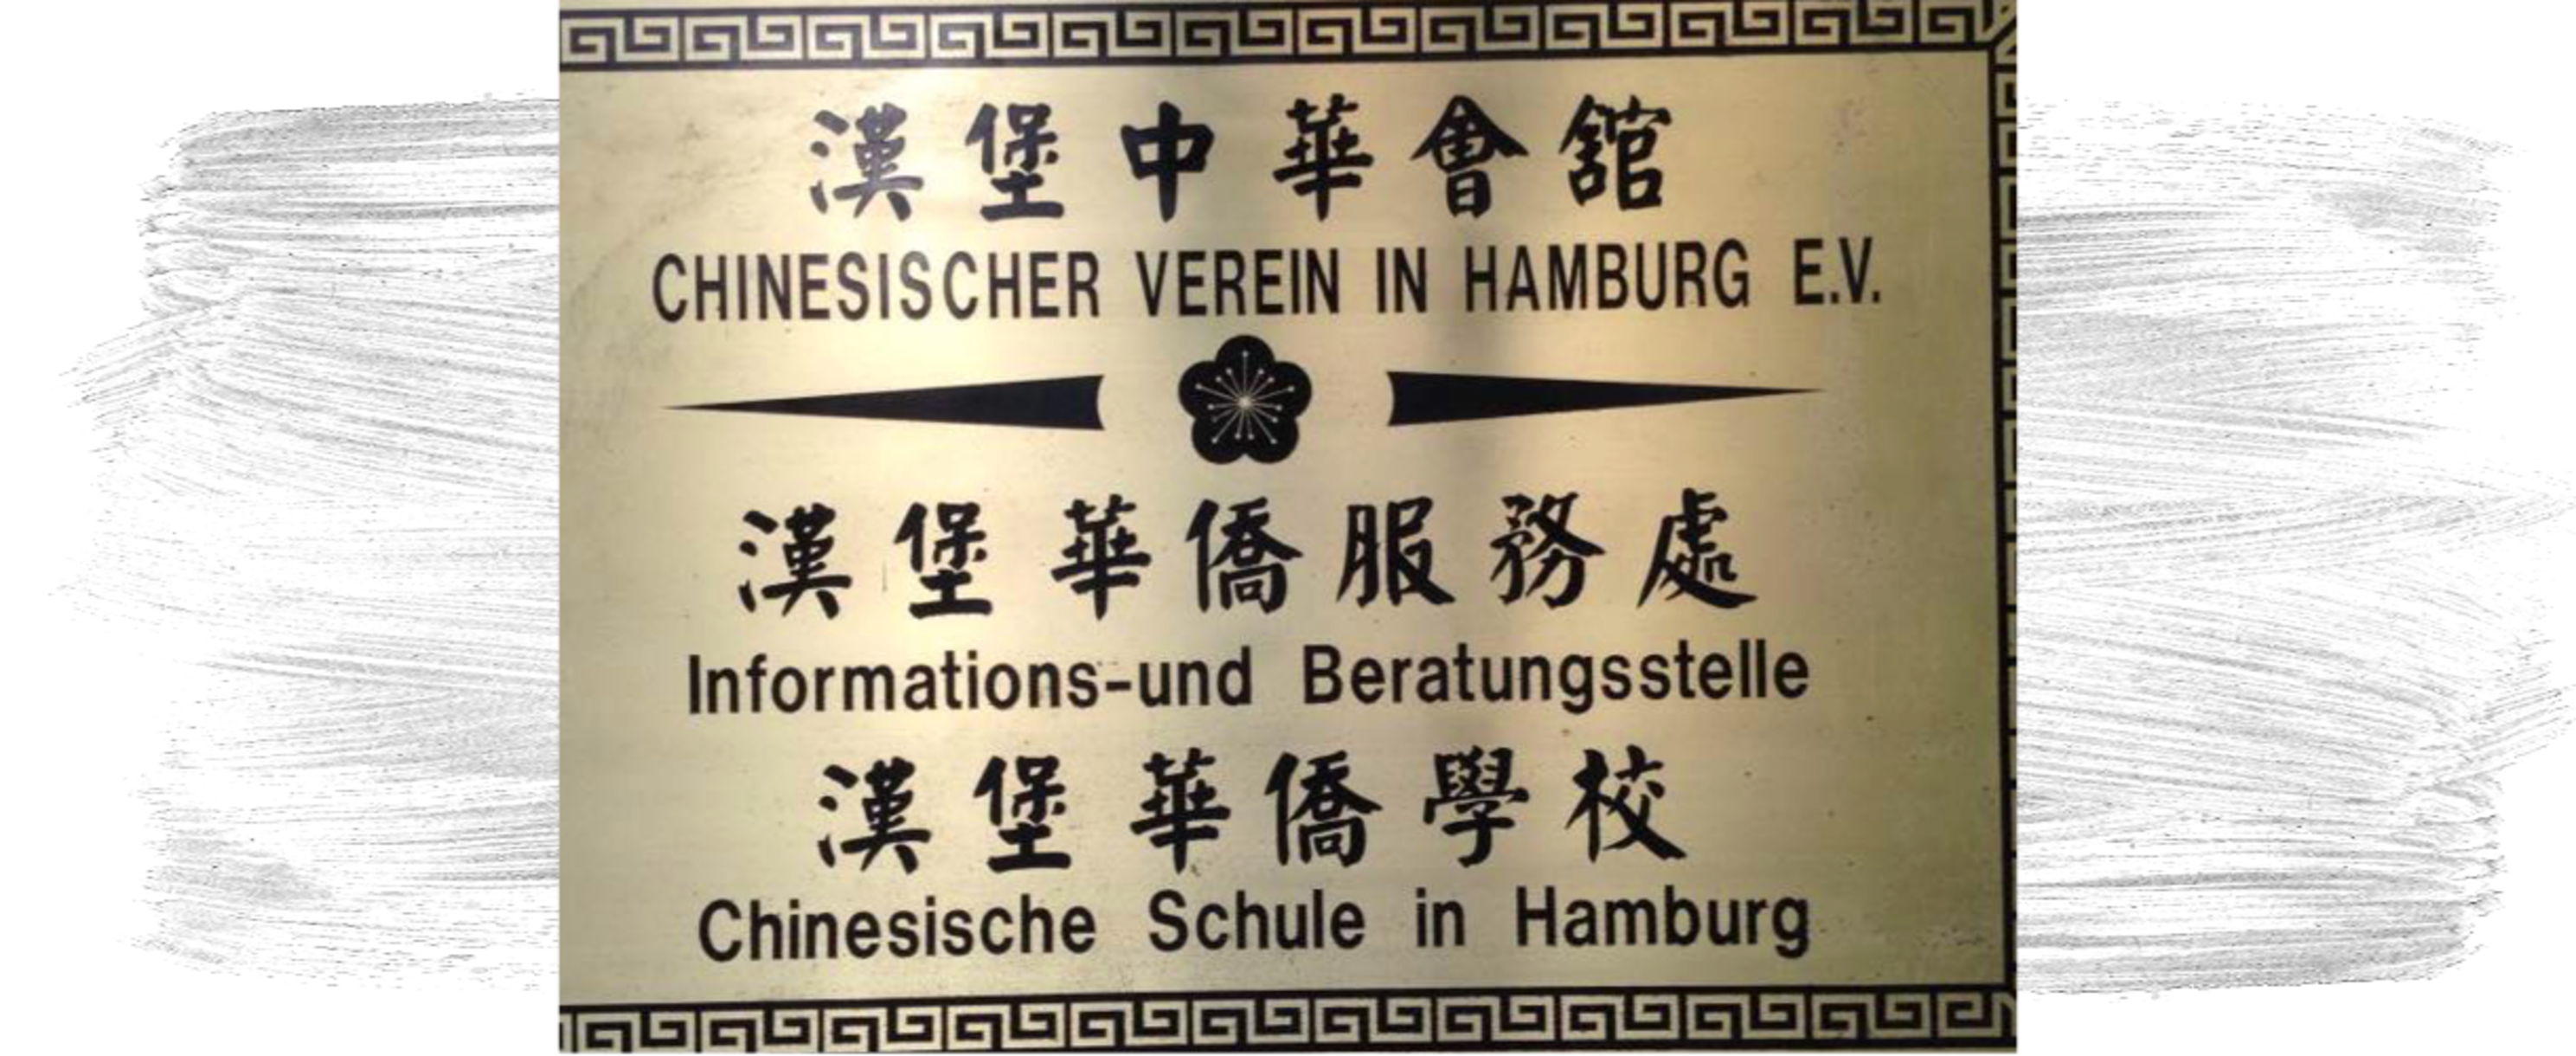 漢堡中華會館
CHINESISCHER VEREIN IN HAMBURG E.V.
漢堡華僑服務處
Informations-und Beratungsstelle
漢堡華僑學校
Chinesische Schule in Hamburg